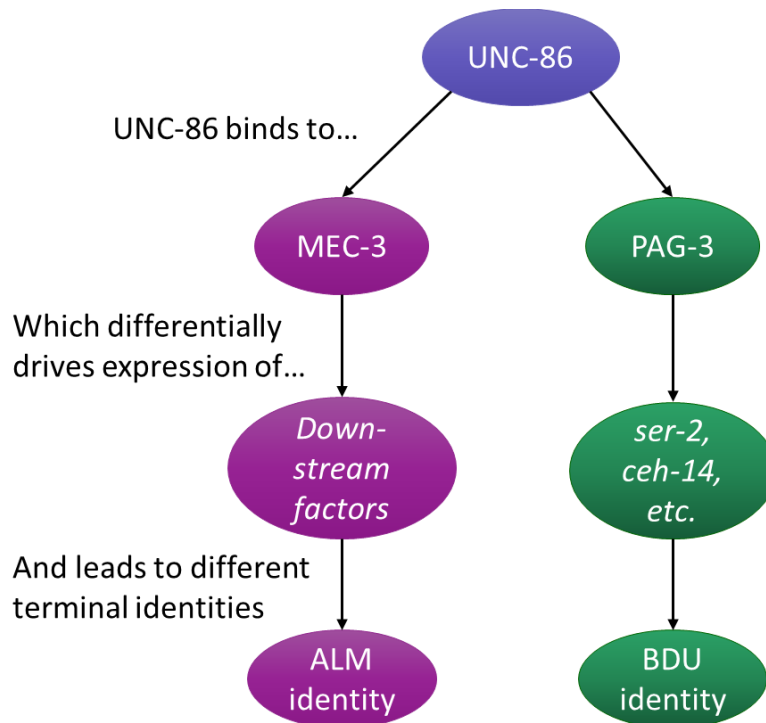 UNC-86
UNC-86 binds to…
MEC-3
PAG-3
Which differentially
drives expression of…
Down-
stream
factors
ser-2,
ceh-14,
etc.
And leads to different
terminal identities
ALM
identity
BDU
identity